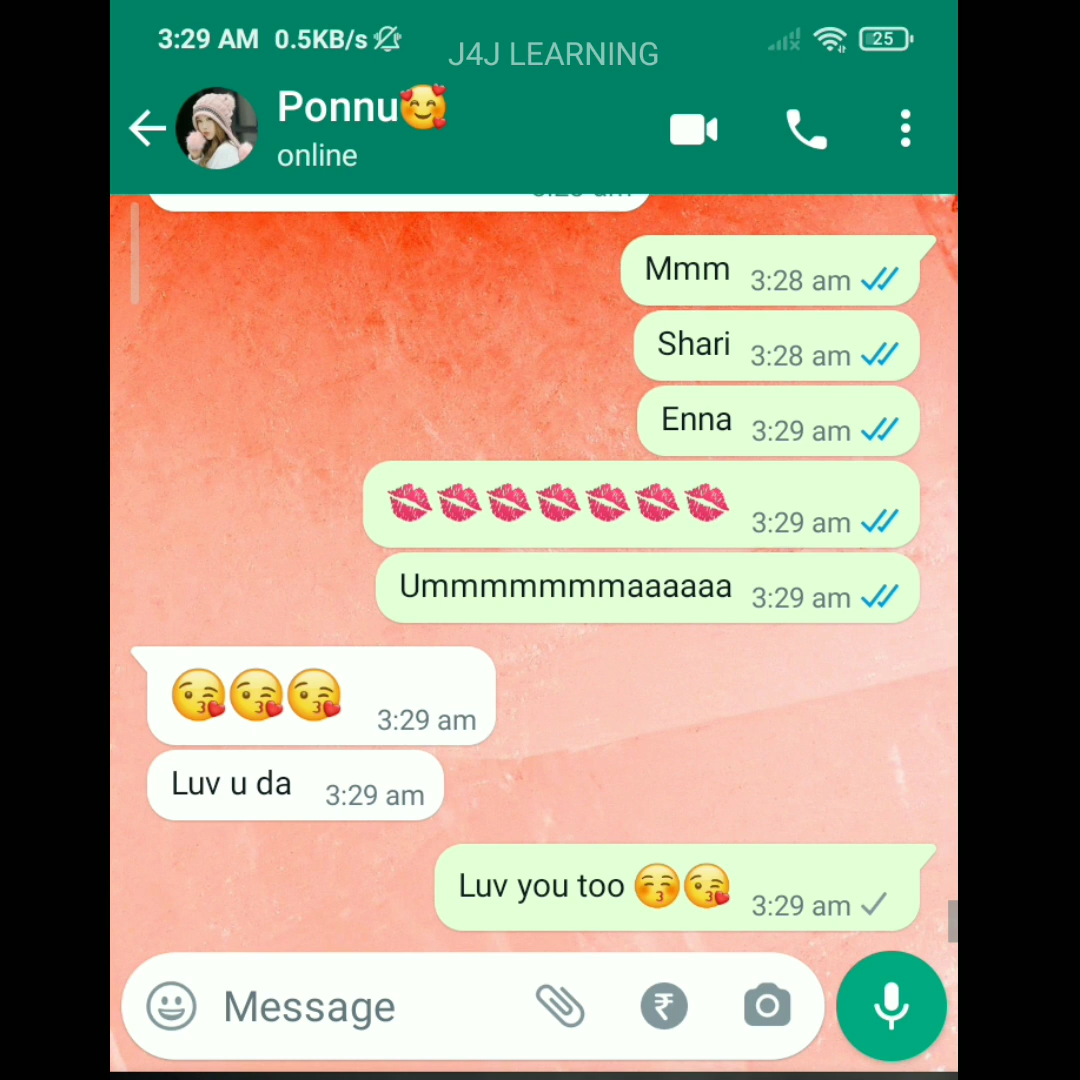 3:29 AM 0.5KB/s
J4J LEARNING
25
Ponnu🥰
online
Mmm 3:28 am
Shari 3:28 am
Enna 3:29 am
💋💋💋💋💋💋💋 3:29 am
Ummmmmmmaaaaaa 3:29 am
😘😘😘 3:29 am
Luv u da 3:29 am
Luv you too 😚😘 3:29 am
Message
₹